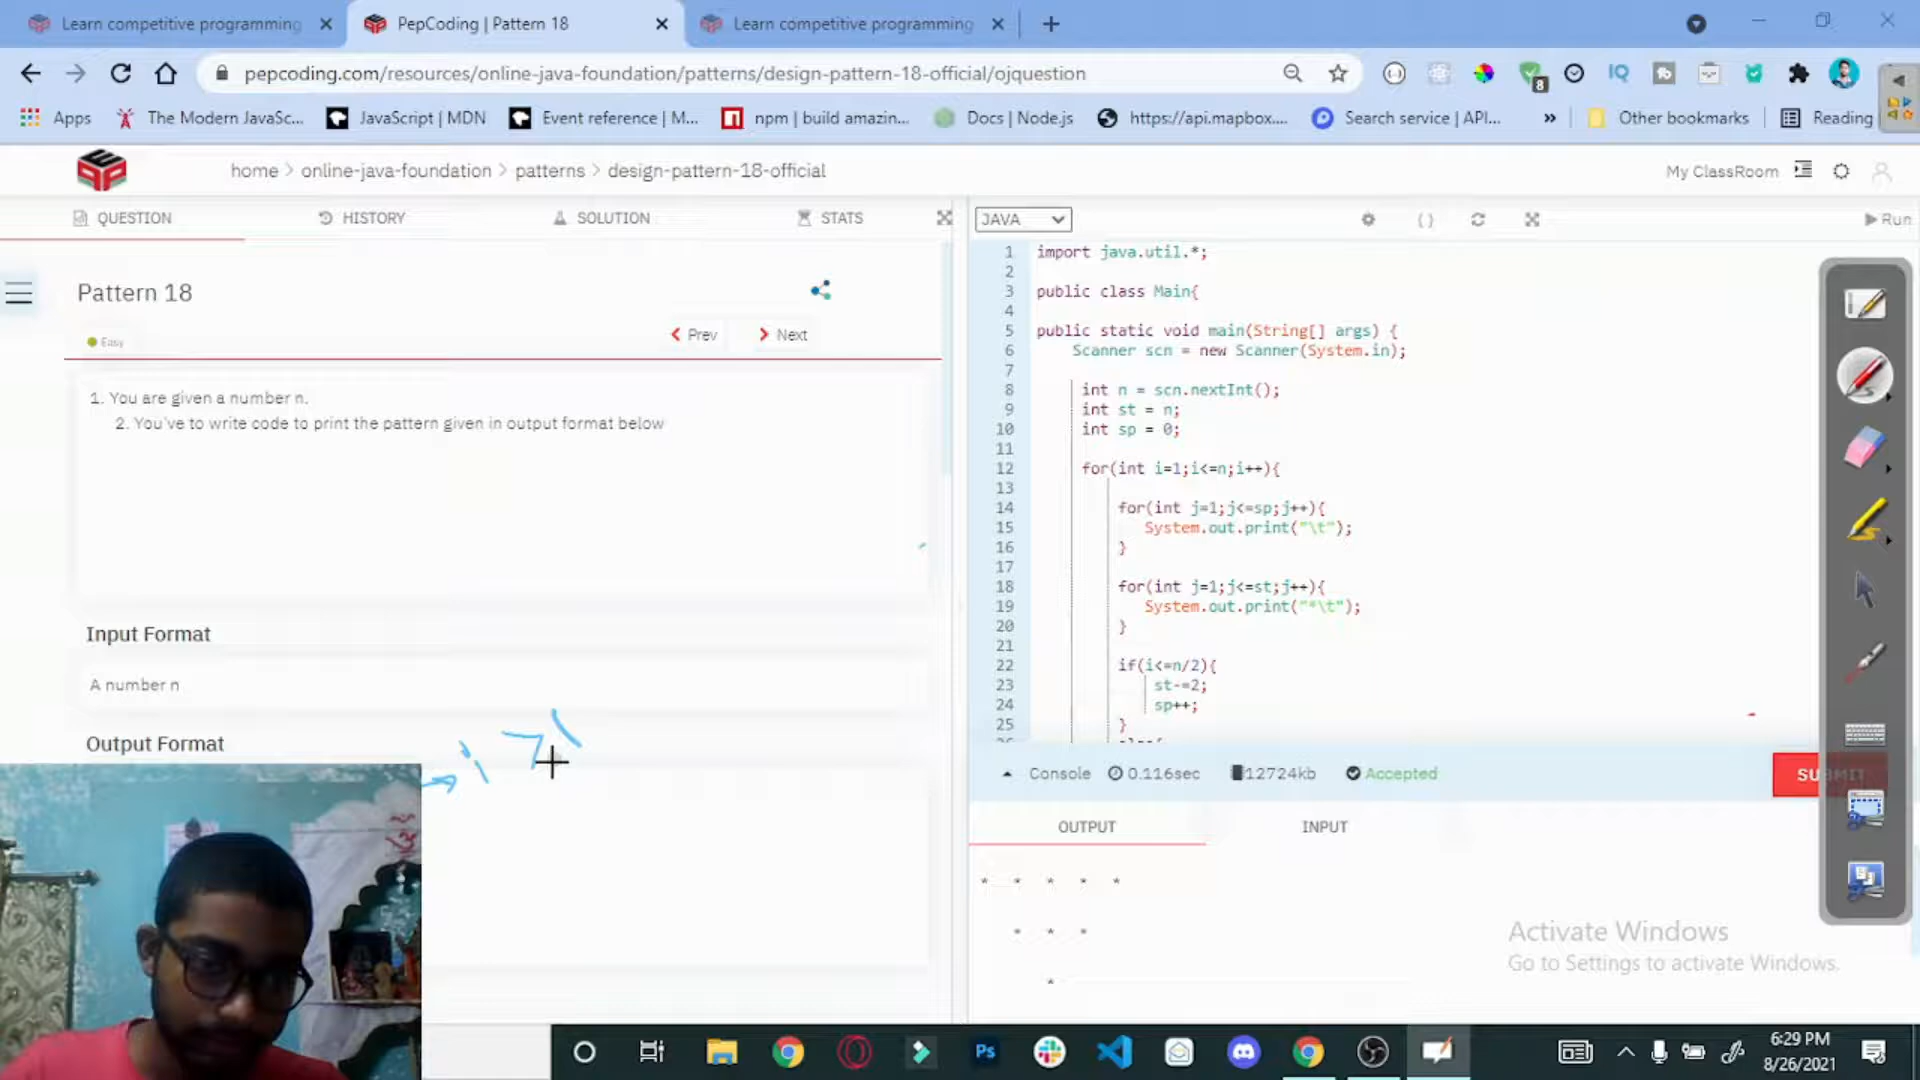 Learn competitive programming
PepCoding | Pattern 18
Learn competitive programming
pepcoding.com/resources/online-java-foundation/patterns/design-pattern-18-official/ojquestion
8
IQ
Apps
The Modern JavaSc...
JavaScript | MDN
Event reference | M...
npm | build amazin...
Docs | Node.js
https://api.mapbox....
Search service | API...
»
Other bookmarks
Reading
home > online-java-foundation > patterns > design-pattern-18-official
My ClassRoom
QUESTION
HISTORY
SOLUTION
STATS
JAVA
{ }
Run
Pattern 18
Prev
Next
Easy
1. You are given a number n.
2. You've to write code to print the pattern given in output format below
Input Format
A number n
Output Format
1 import java.util.*;
2
3 public class Main{
4
5 public static void main(String[] args) {
6 Scanner scn = new Scanner(System.in);
7
8 int n = scn.nextInt();
9 int st = n;
10 int sp = 0;
11
12 for(int i=1;i<=n;i++){
13
14 for(int j=1;j<=sp;j++){
15 System.out.print("\t");
16 }
17
18 for(int j=1;j<=st;j++){
19 System.out.print("*\t");
20 }
21
22 if(i<=n/2){
23 st-=2;
24 sp++;
25 }
Console
0.116sec
12724kb
Accepted
SUBMIT
OUTPUT
INPUT
* * * * *
* * *
*
Activate Windows
Go to Settings to activate Windows.
Ps
6:29 PM
8/26/2021